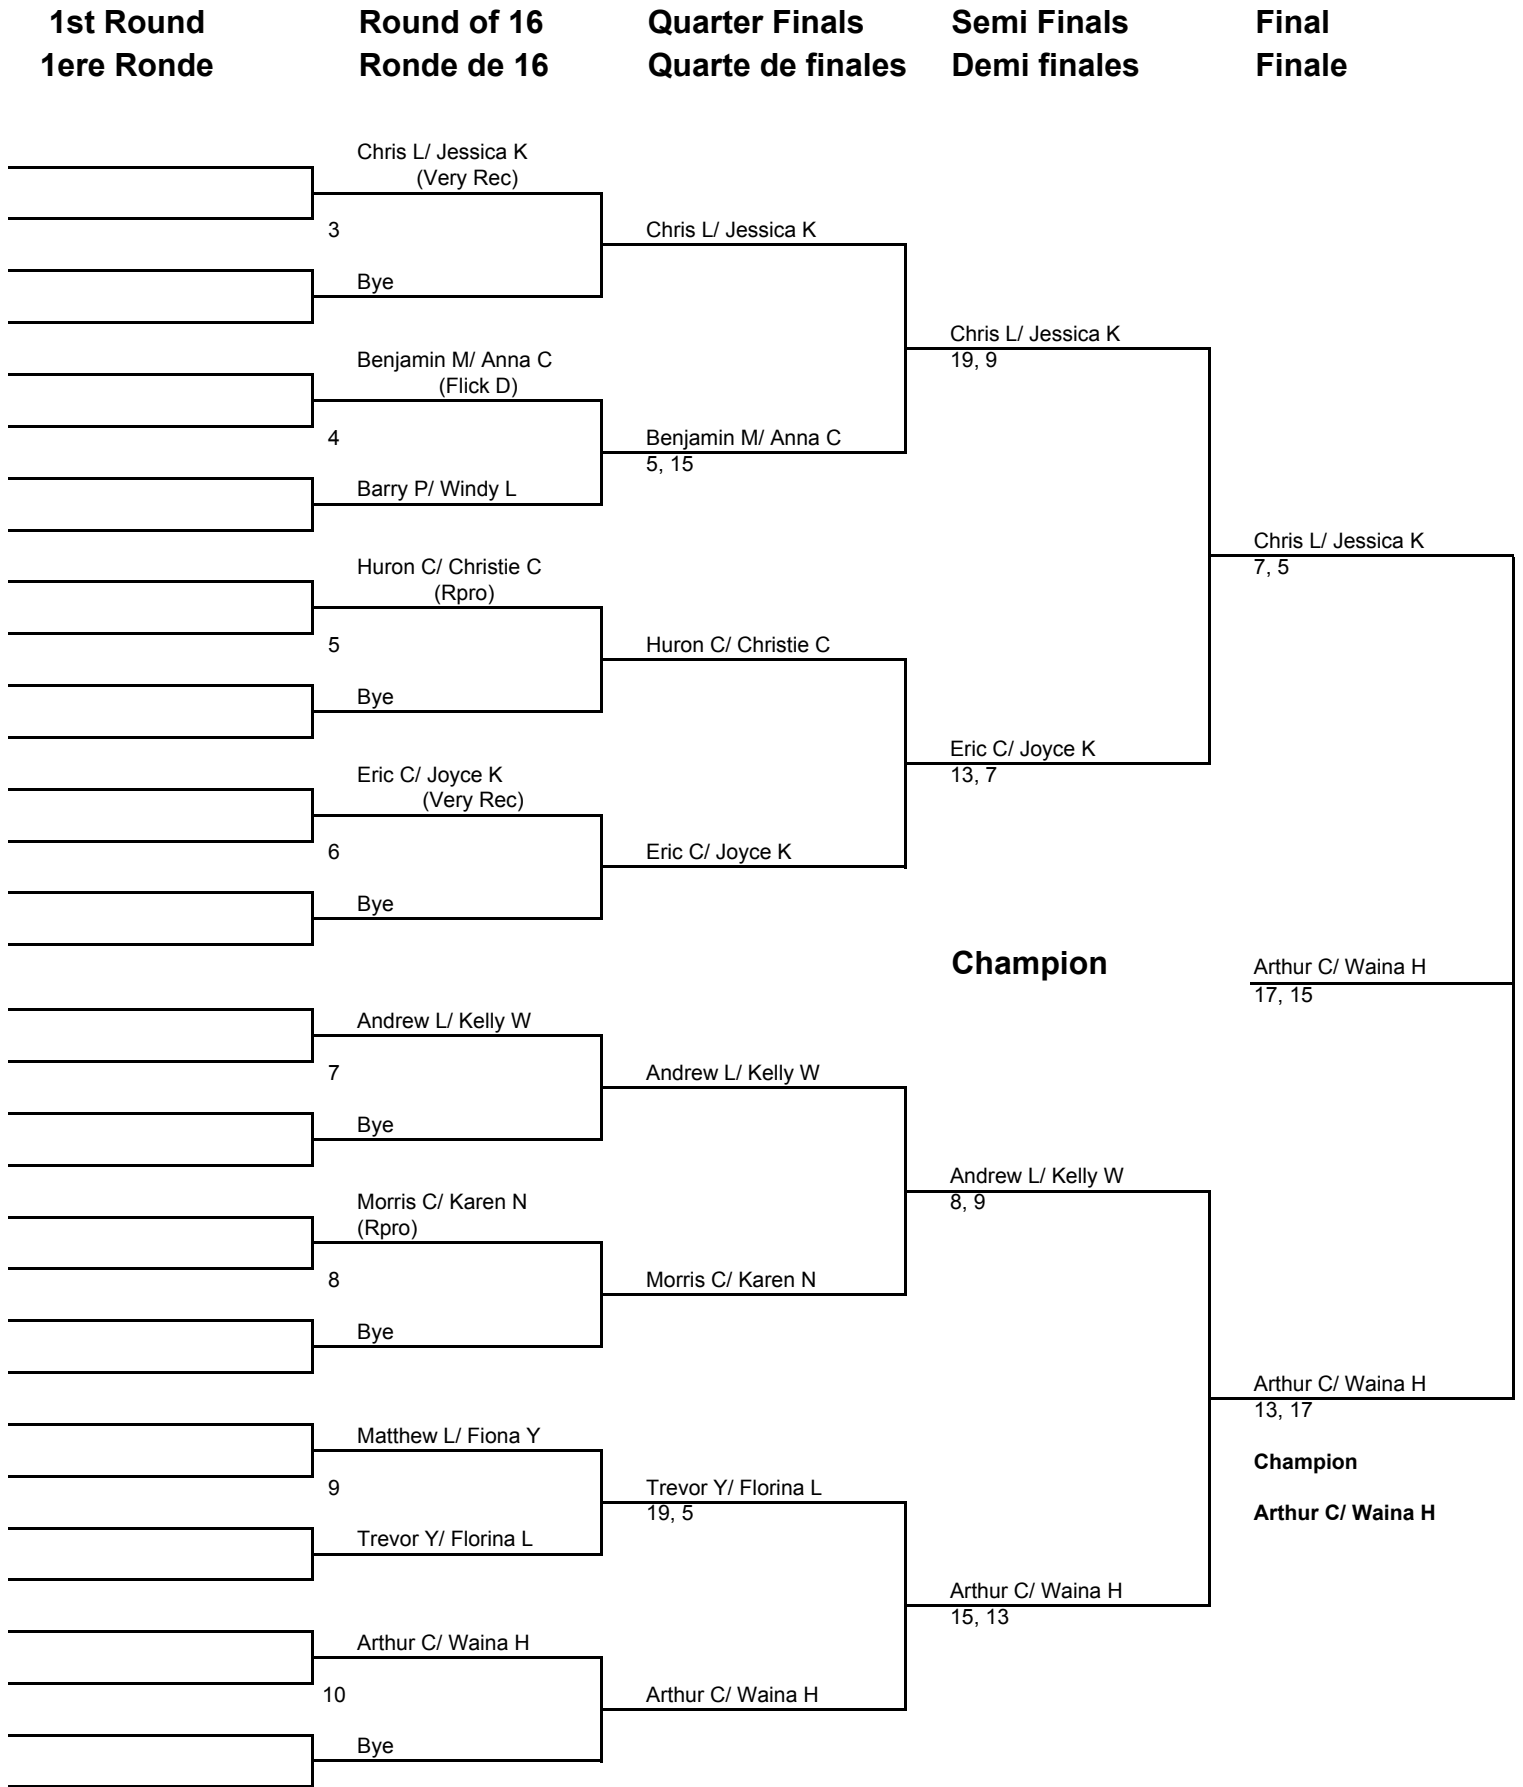 1st Round
1ere Ronde
Round of 16
Ronde de 16
Quarter Finals
Quarte de finales
Semi Finals
Demi finales
Final
Finale
Chris L/ Jessica K
(Very Rec)
3
Chris L/ Jessica K
Bye
Chris L/ Jessica K
19, 9
Benjamin M/ Anna C
(Flick D)
4
Benjamin M/ Anna C
5, 15
Barry P/ Windy L
Chris L/ Jessica K
7, 5
Huron C/ Christie C
(Rpro)
5
Huron C/ Christie C
Bye
Eric C/ Joyce K
13, 7
Eric C/ Joyce K
(Very Rec)
6
Eric C/ Joyce K
Bye
Champion
Arthur C/ Waina H
17, 15
Andrew L/ Kelly W
7
Andrew L/ Kelly W
Bye
Andrew L/ Kelly W
8, 9
Morris C/ Karen N
(Rpro)
8
Morris C/ Karen N
Bye
Arthur C/ Waina H
13, 17
Matthew L/ Fiona Y
Champion
9
Trevor Y/ Florina L
19, 5
Arthur C/ Waina H
Trevor Y/ Florina L
Arthur C/ Waina H
15, 13
Arthur C/ Waina H
10
Arthur C/ Waina H
Bye